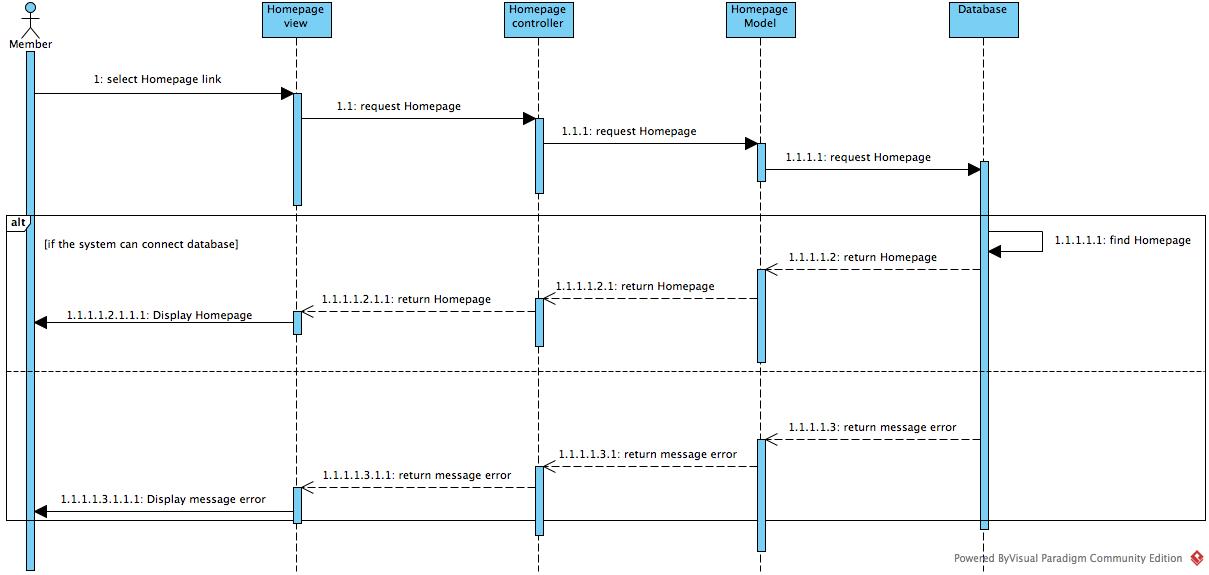 Member
Homepage
view
Homepage
controller
Homepage
Model
Database
1: select Homepage link
1.1: request Homepage
1.1.1: request Homepage
1.1.1.1: request Homepage
alt
[if the system can connect database]
1.1.1.1.1: find Homepage
1.1.1.1.2: return Homepage
1.1.1.1.2.1: return Homepage
1.1.1.1.2.1.1: return Homepage
1.1.1.1.2.1.1.1: Display Homepage
1.1.1.1.3: return message error
1.1.1.1.3.1: return message error
1.1.1.1.3.1.1: return message error
1.1.1.1.3.1.1.1: Display message error
Powered ByVisual Paradigm Community Edition